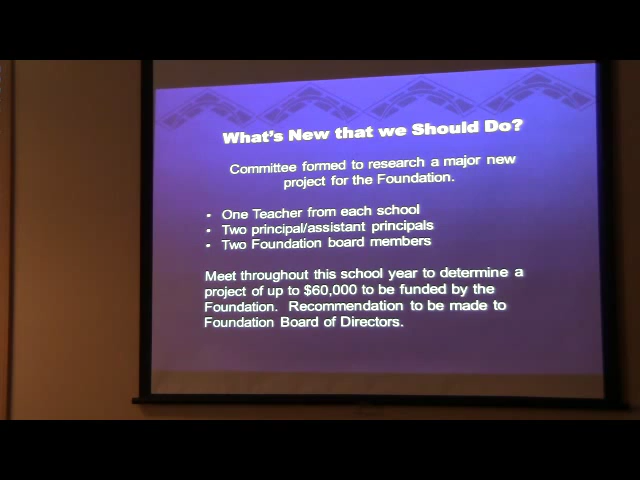 What's New that we Should Do?
Committee formed to research a major new
project for the Foundation.
• One Teacher from each school
• Two principal/assistant principals
• Two Foundation board members
Meet throughout this school year to determine a
project of up to $60,000 to be funded by the
Foundation. Recommendation to be made to
Foundation Board of Directors.